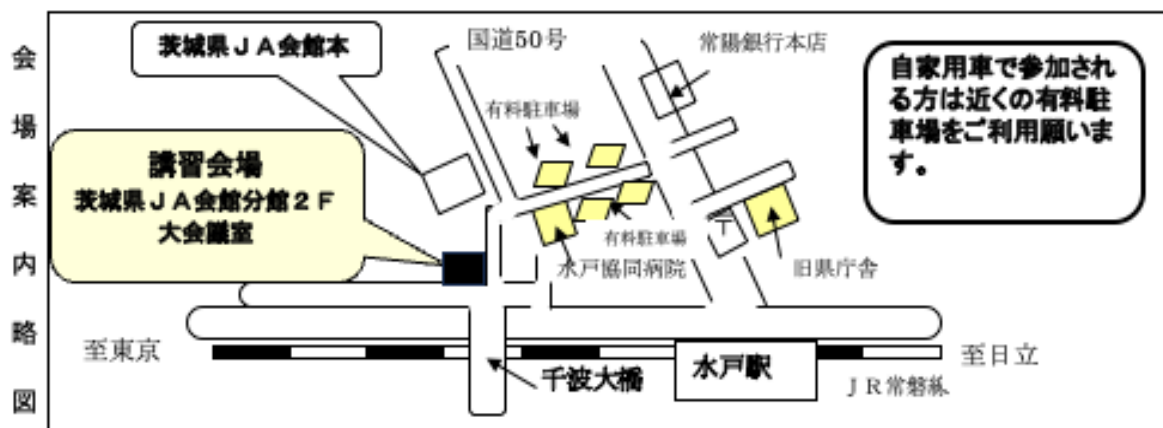 会場案内略図
茨城県ＪＡ会館本
国道50号
常陽銀行本店
自家用車で参加され
る方は近くの有料駐
車場をご利用願いま
す。
有料駐車場
講習会場
茨城県ＪＡ会館分館２Ｆ
大会議室
有料駐車場
水戸協同病院
〒
旧県庁舎
至東京
千波大橋
水戸駅
至日立
ＪＲ常磐線